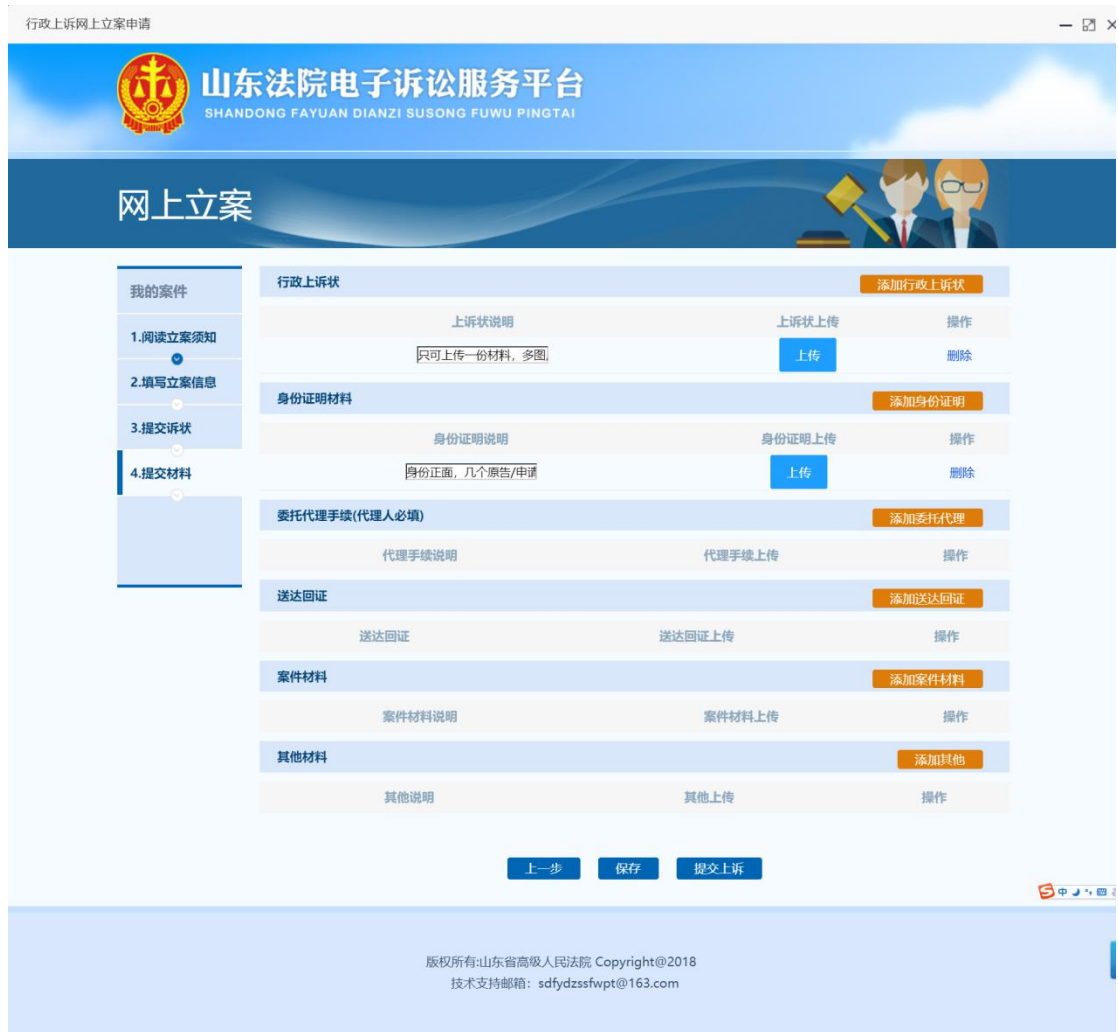 行政上诉网上立案申请
山东法院电子诉讼服务平台
SHANDONG FAYUAN DIANZI SUSONG FUWU PINGTAI
网上立案
我的案件
1.阅读立案须知
2.填写立案信息
3.提交诉状
4.提交材料
行政上诉状 添加行政上诉状
上诉状说明 上诉状上传 操作
只可上传一份材料，多图 上传 删除
身份证明材料 添加身份证明
身份证明说明 身份证明上传 操作
身份正面，几个原告/申请 上传 删除
委托代理手续(代理人必填) 添加委托代理
代理手续说明 代理手续上传 操作
送达回证 添加送达回证
送达回证 送达回证上传 操作
案件材料 添加案件材料
案件材料说明 案件材料上传 操作
其他材料 添加其他
其他说明 其他上传 操作
上一步 保存 提交上诉
中
版权所有:山东省高级人民法院 Copyright@2018
技术支持邮箱：sdfydzssfwpt@163.com